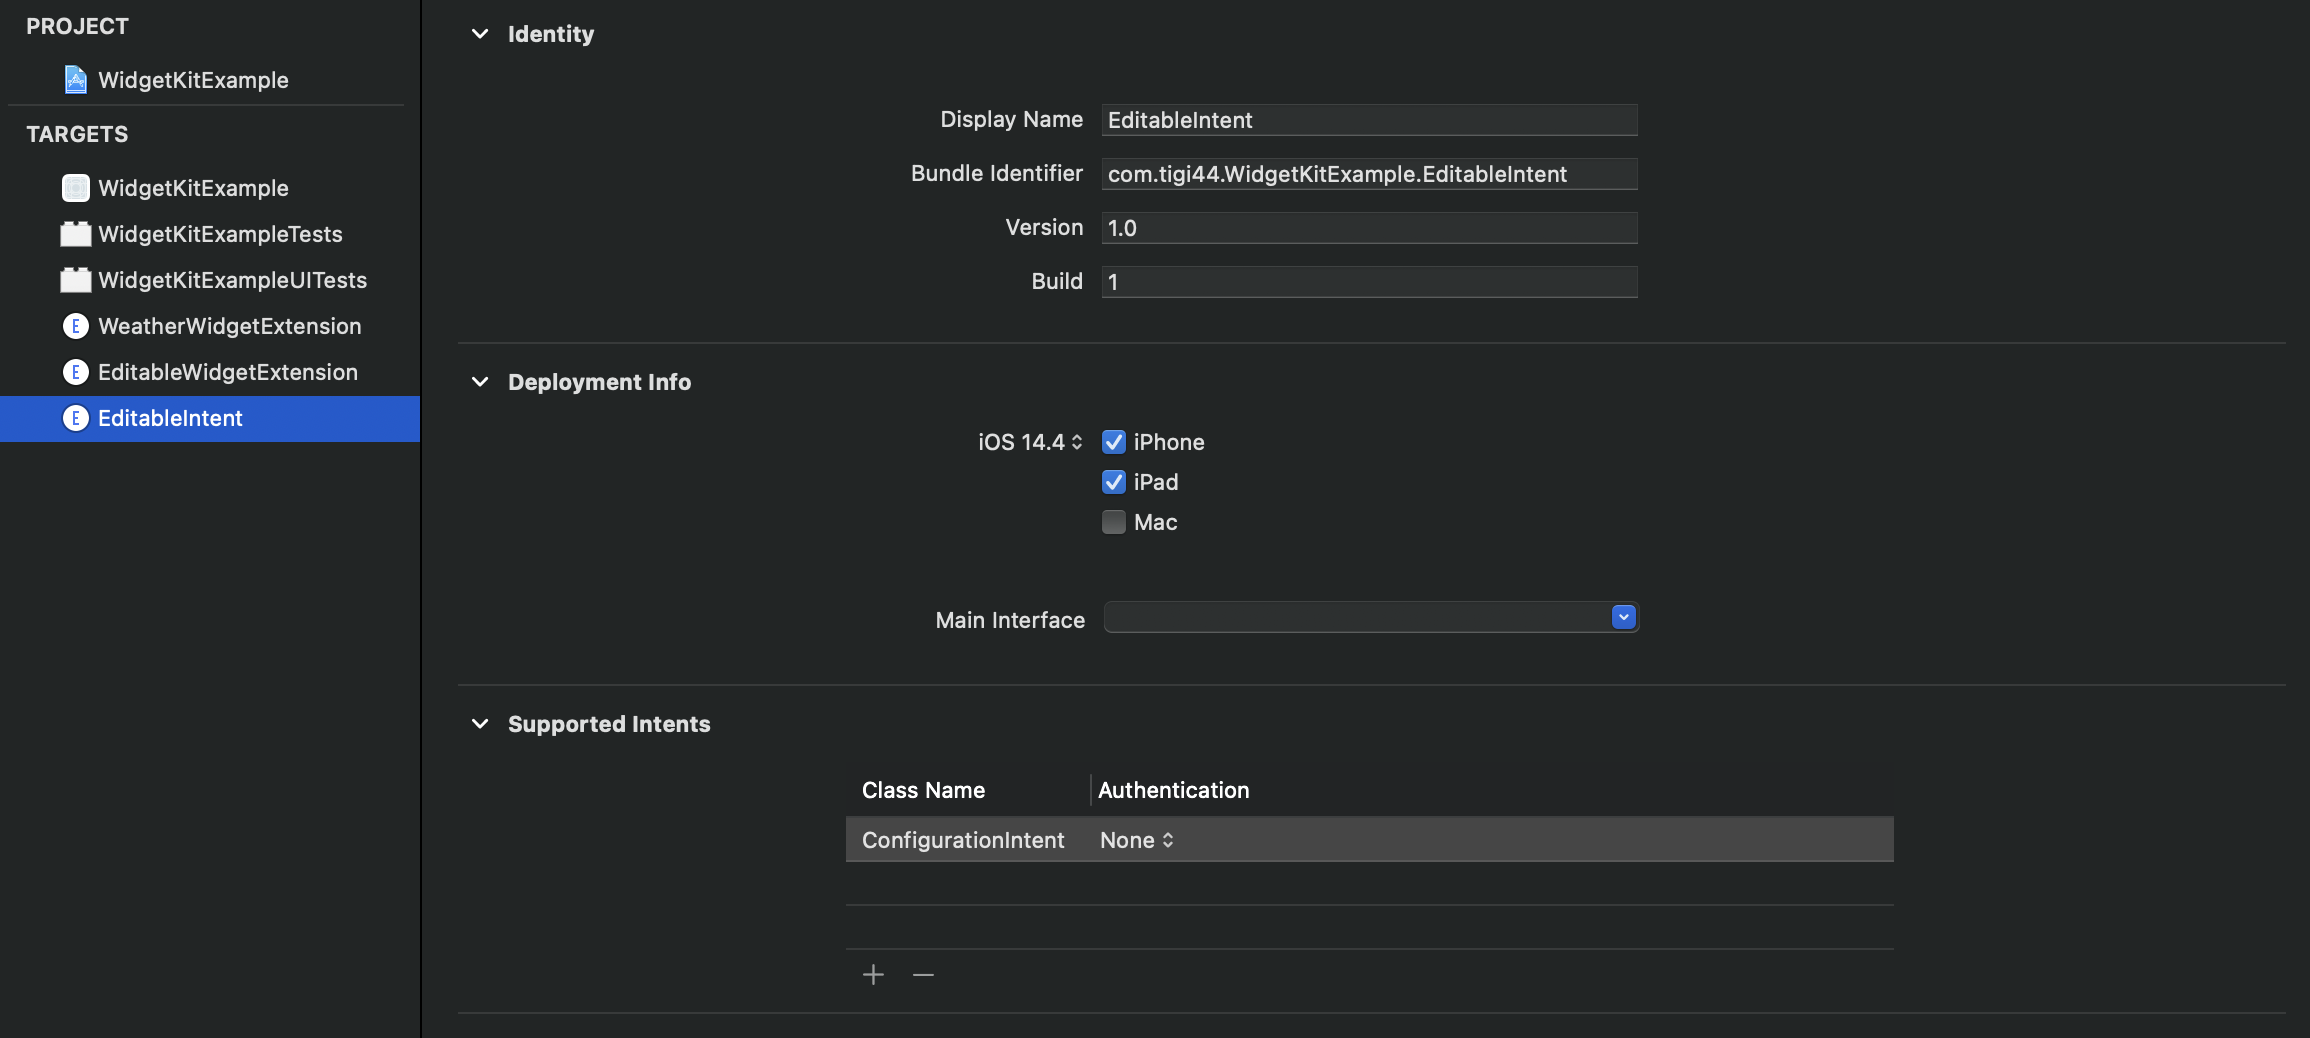 PROJECT
WidgetKitExample
TARGETS
WidgetKitExample
WidgetKitExampleTests
WidgetKitExampleUITests
E WeatherWidgetExtension
E EditableWidgetExtension
E EditableIntent
Identity
Display Name EditableIntent
Bundle Identifier com.tigi44.WidgetKitExample.EditableIntent
Version 1.0
Build 1
Deployment Info
iOS 14.4 iPhone
iPad
Mac
Main Interface
Supported Intents
Class Name Authentication
ConfigurationIntent None